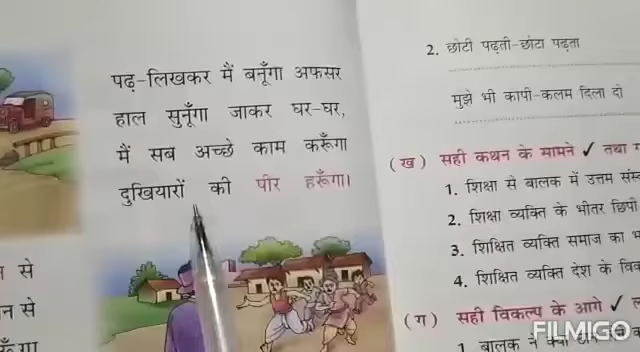 पढ़-लिखकर मैं बनूँगा अफसर
हाल सुनूँगा जाकर घर-घर,
मैं सब अच्छे काम करूँगा
दुखियारों की पीर हरूँगा।
से
न से
2. छोटी पढ़ती-छोटा पढ़ता
मुझे भी कापी-कलम दिला दो
(ख) सही कथन के सामने ✓ तथा
1. शिक्षा से बालक में उत्तम
2. शिक्षा व्यक्ति के भीतर छिपी
3. शिक्षित व्यक्ति समाज का
4. शिक्षित व्यक्ति देश के
(ग) सही विकल्प के आगे ✓
1. बालक ने क्या
FILMIGO